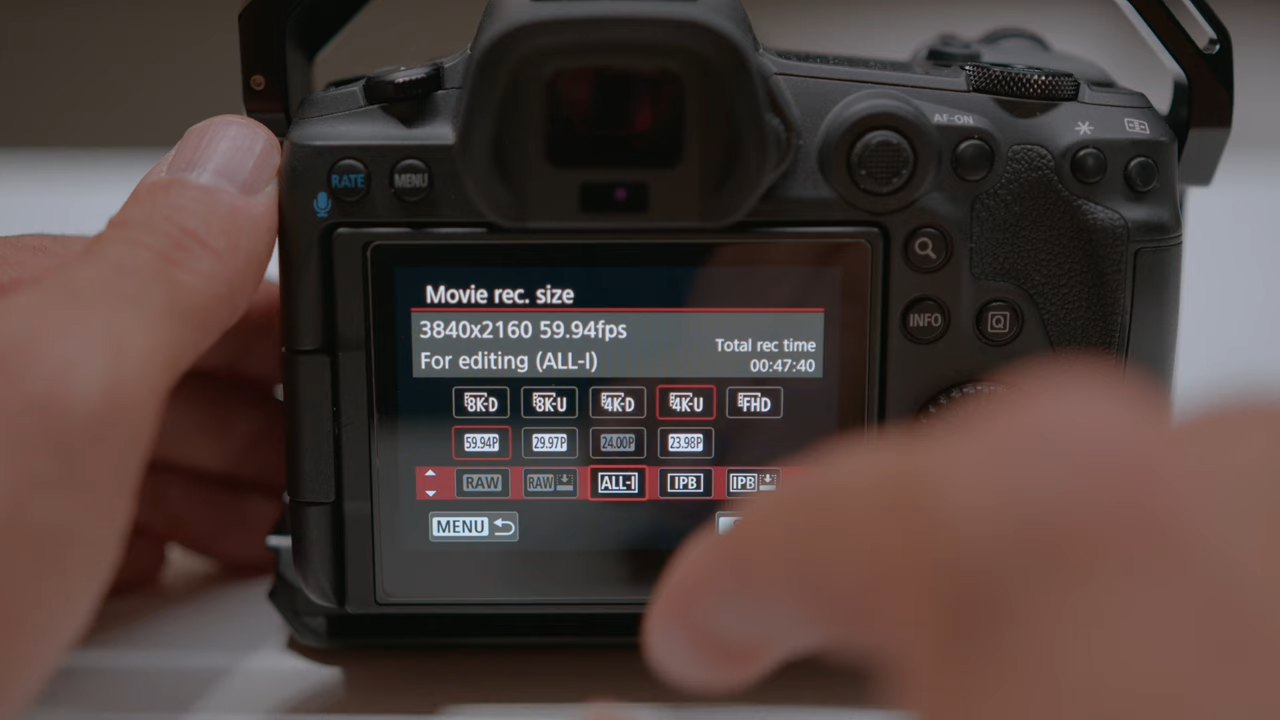 AF-ON
RATE
MENU
Movie rec. size
3840x2160 59.94fps
For editing (ALL-I)
Total rec time
00:47:40
8K-D 8K-U 4K-D 4K-U FHD
59.94P 29.97P 24.00P 23.98P
RAW RAW ALL-I IPB IPB
MENU
INFO
Q